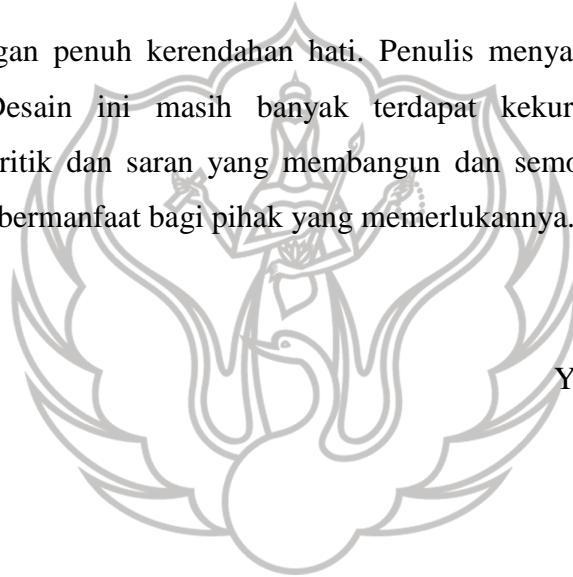 gan penuh kerendahan hati. Penulis menya
Desain ini masih banyak terdapat kekur
ritik dan saran yang membangun dan semo
bermanfaat bagi pihak yang memerlukannya.
Y